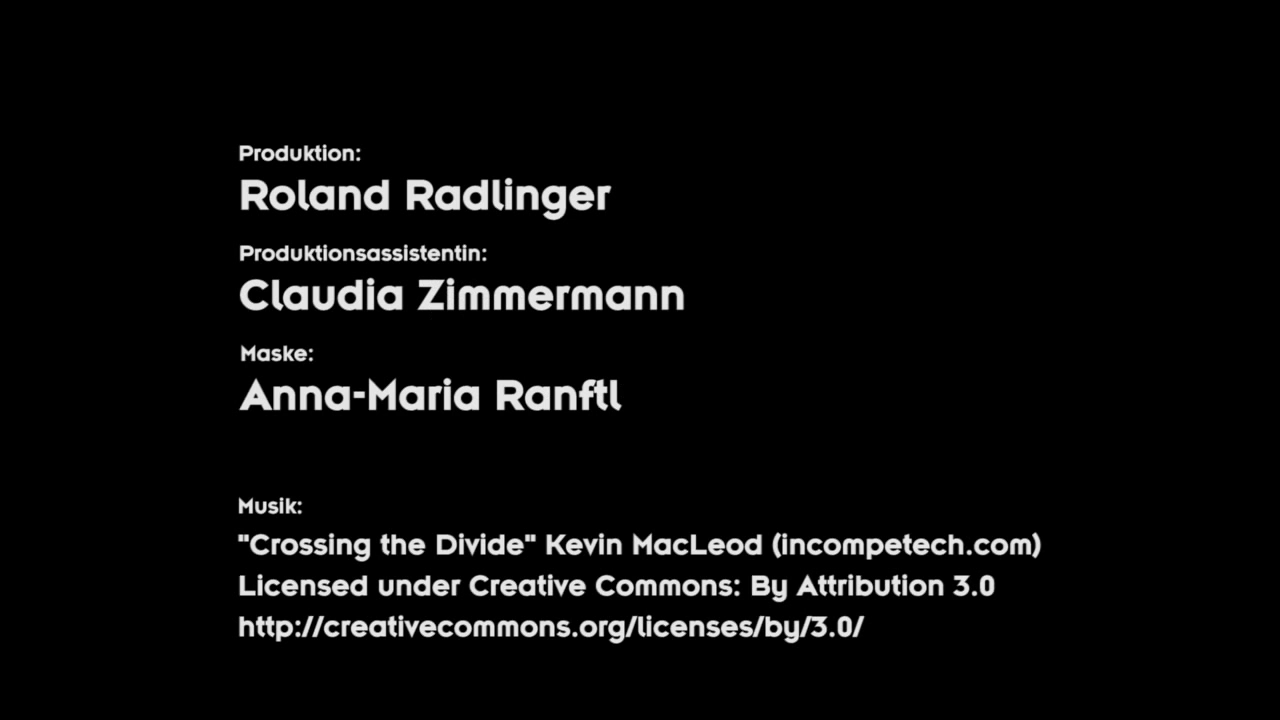 Produktion:
Roland Radlinger
Produktionsassistentin:
Claudia Zimmermann
Maske:
Anna-Maria Ranftl
Musik:
"Crossing the Divide" Kevin MacLeod (incompetech.com)
Licensed under Creative Commons: By Attribution 3.0
http://creativecommons.org/licenses/by/3.0/